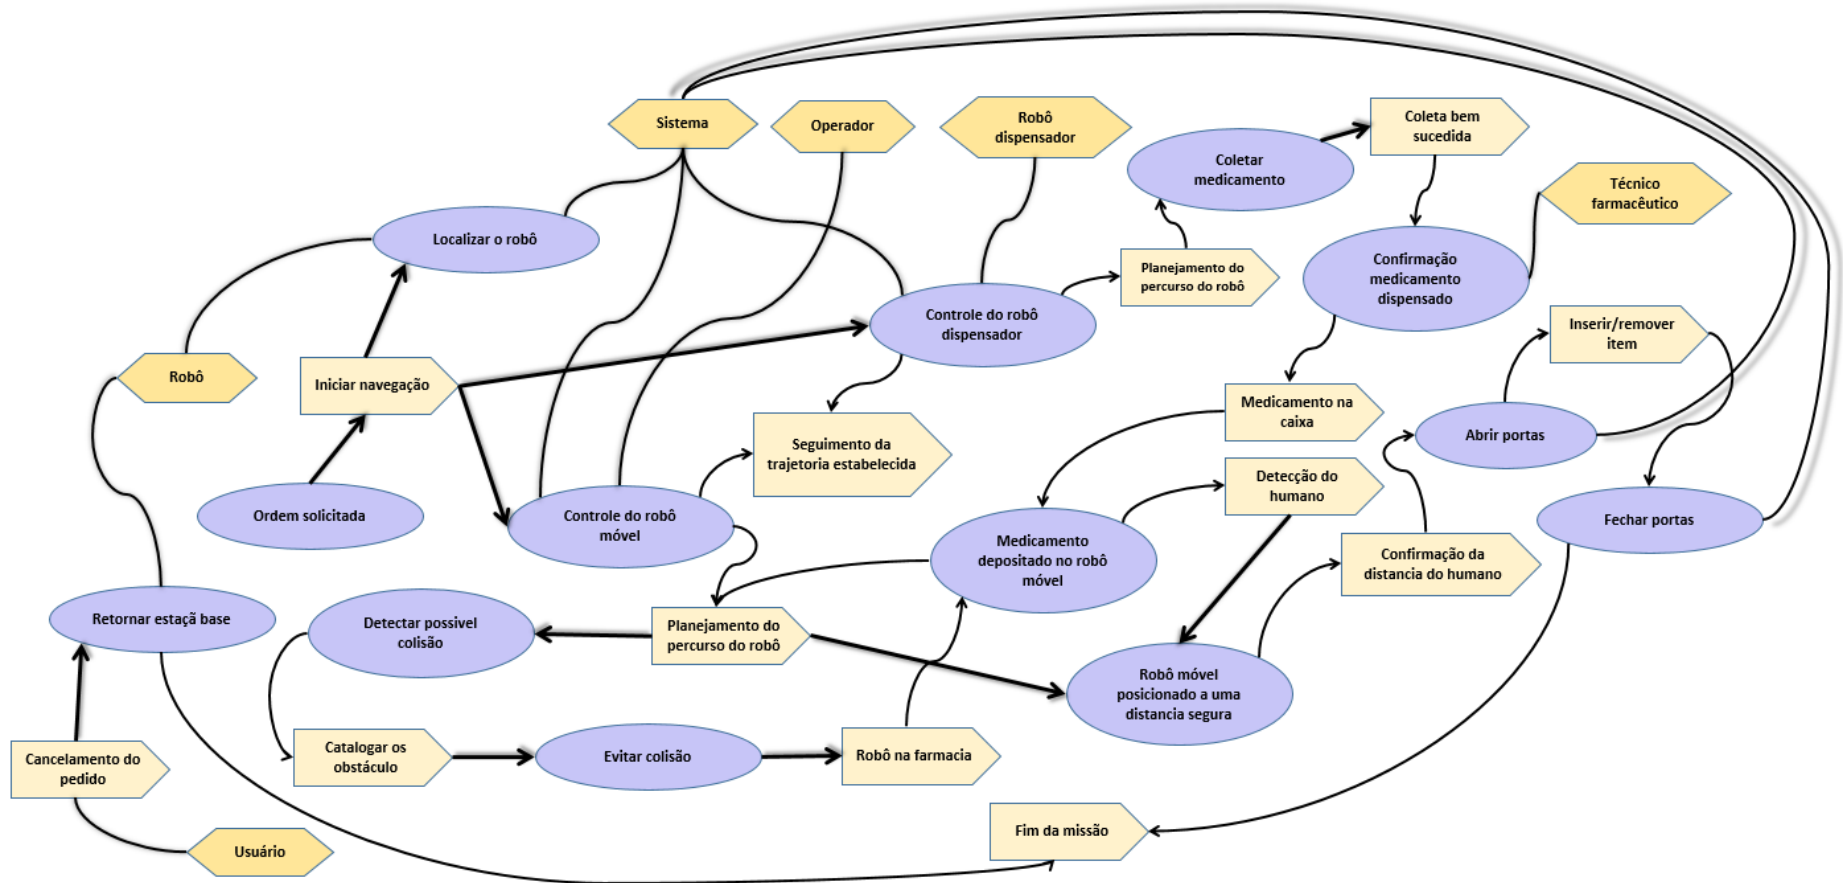 Sistema
Operador
Robô
dispensador
Coletar
medicamento
Coleta bem
sucedida
Técnico
farmacêutico
Localizar o robô
Planejamento do
percurso do robô
Confirmação
medicamento
dispensado
Controle do robô
dispensador
Inserir/remover
item
Robô
Iniciar navegação
Medicamento na
caixa
Abrir portas
Seguimento da
trajetoria estabelecida
Detecção do
humano
Ordem solicitada
Controle do robô
móvel
Fechar portas
Medicamento
depositado no robô
móvel
Confirmação da
distancia do humano
Retornar estaçã base
Detectar possivel
colisão
Planejamento do
percurso do robô
Robô móvel
posicionado a uma
distancia segura
Cancelamento do
pedido
Catalogar os
obstáculo
Evitar colisão
Robô na farmacia
Fim da missão
Usuário